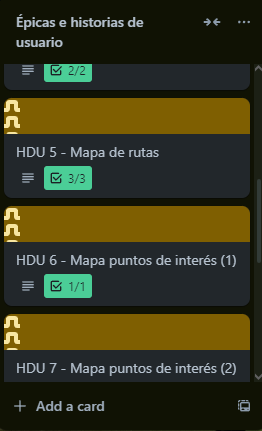 Épicas e historias de
usuario
2/2
HDU 5 - Mapa de rutas
3/3
HDU 6 - Mapa puntos de interés (1)
1/1
HDU 7 - Mapa puntos de interés (2)
Add a card